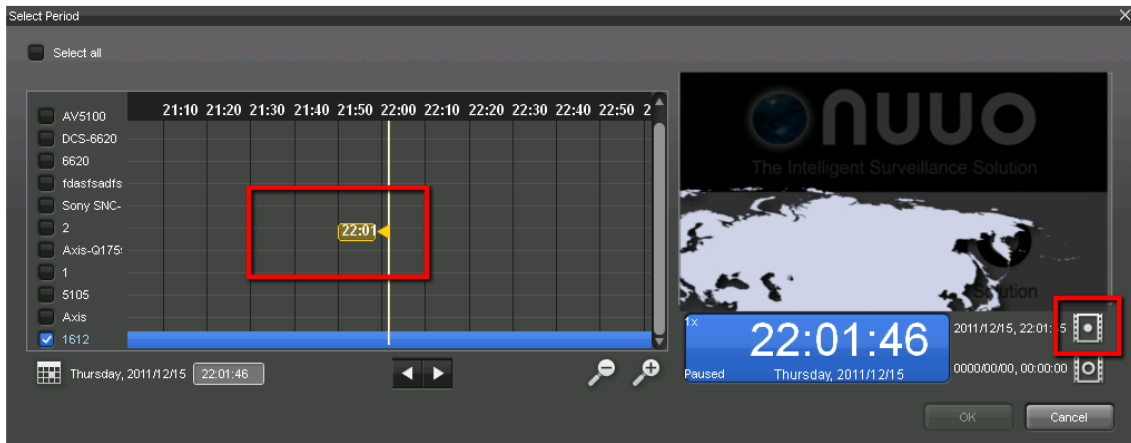 Select Period
Select all
21:10 21:20 21:30 21:40 21:50 22:00 22:10 22:20 22:30 22:40 22:50 2
AV5100
DCS-6620
6620
fdasfsadfs
Sony SNC-
2
Axis-Q175
1
5105
Axis
1612
22:01
Thursday, 2011/12/15 22:01:46
nuuo
The Intelligent Surveillance Solution
Solution
1x
22:01:46
Paused
Thursday, 2011/12/15
2011/12/15, 22:01: 5
0000/00/00, 00:00:00
OK Cancel